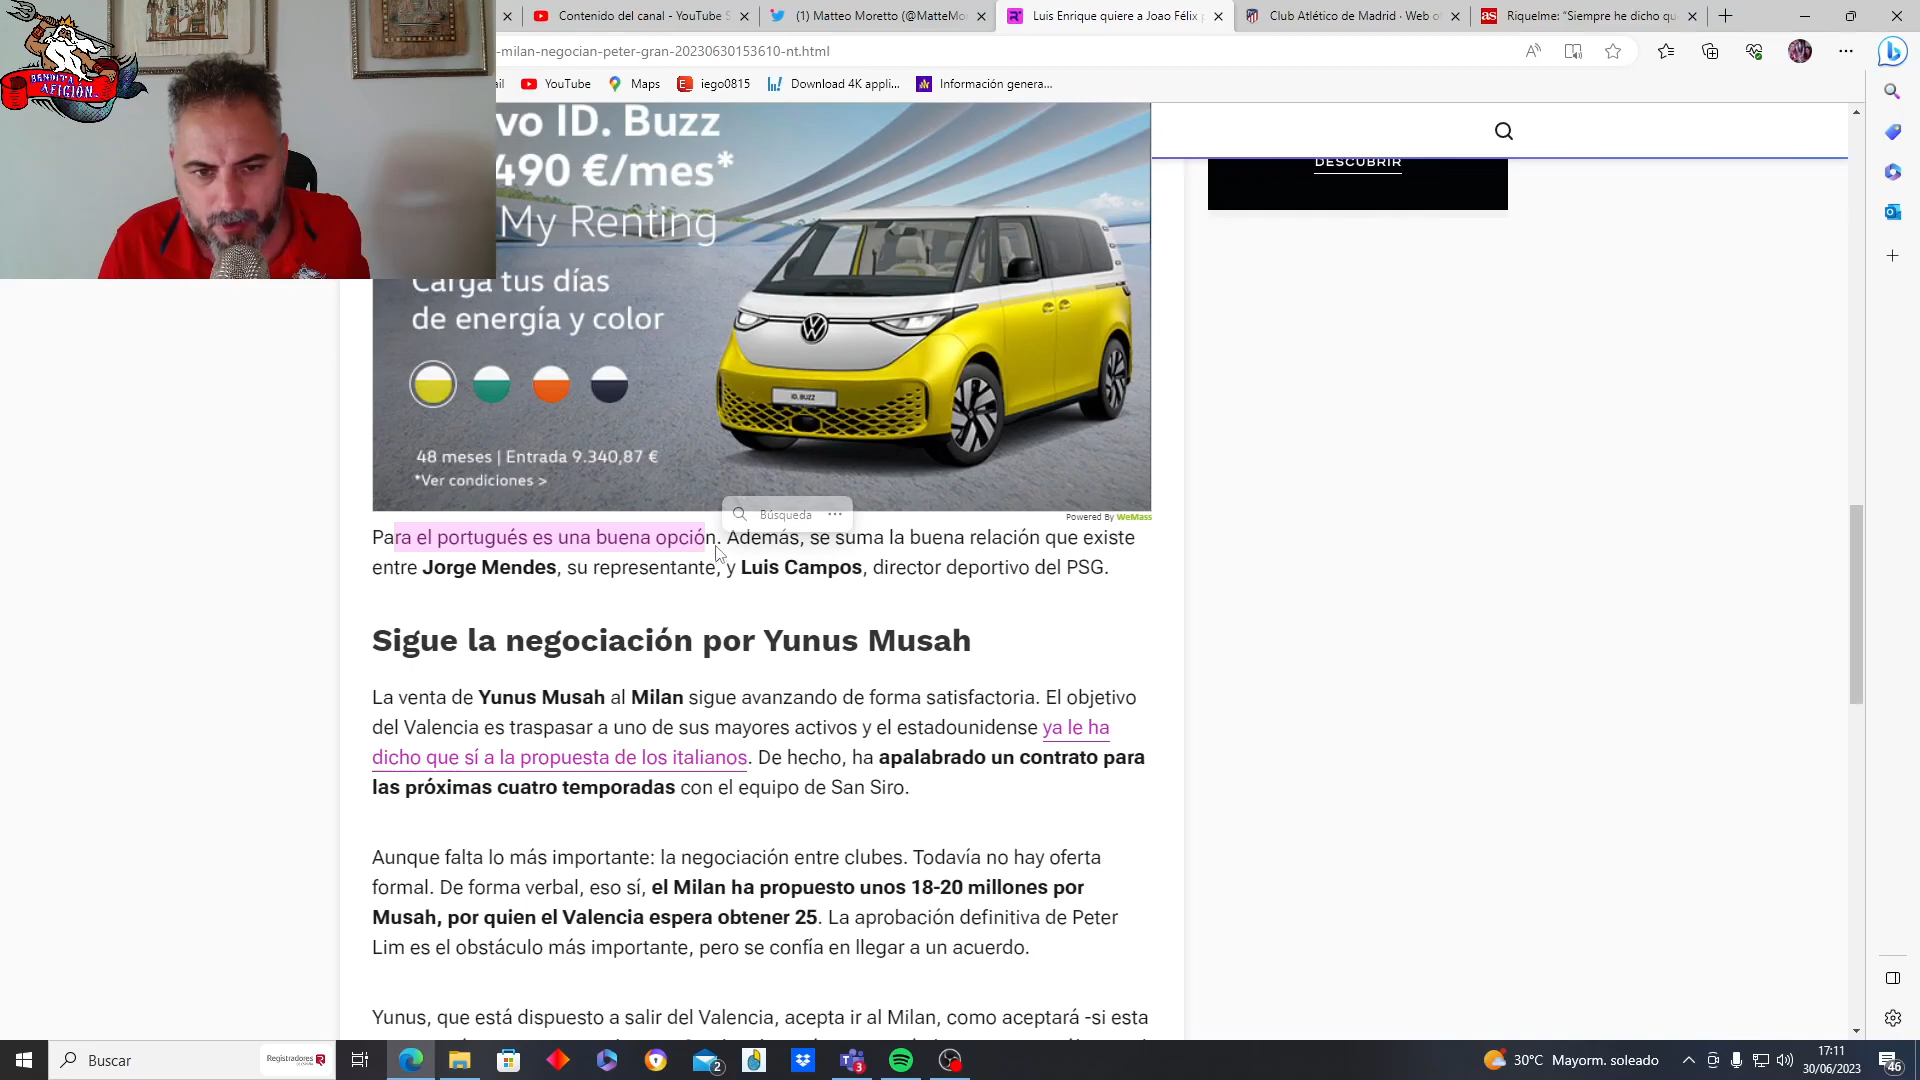 BENDITA
AFICIÓN
Contenido del canal - YouTube S
(1) Matteo Moretto (@MatteMo
Luis Enrique quiere a Joao Félix
Club Atlético de Madrid · Web o
as
Riquelme: “Siempre he dicho qu
-milan-negocian-peter-gran-20230630153610-nt.html
YouTube
Maps
iego0815
Download 4K appli...
Información genera...
vo ID. Buzz
490 €/mes*
My Renting
Carga tus días
de energía y color
48 meses | Entrada 9.340,87 €
*Ver condiciones >
ID. BUZZ
DESCUBRIR
Búsqueda
Powered By WeMass
Para el portugués es una buena opción. Además, se suma la buena relación que existe
entre Jorge Mendes, su representante, y Luis Campos, director deportivo del PSG.
Sigue la negociación por Yunus Musah
La venta de Yunus Musah al Milan sigue avanzando de forma satisfactoria. El objetivo
del Valencia es traspasar a uno de sus mayores activos y el estadounidense ya le ha
dicho que sí a la propuesta de los italianos. De hecho, ha apalabrado un contrato para
las próximas cuatro temporadas con el equipo de San Siro.
Aunque falta lo más importante: la negociación entre clubes. Todavía no hay oferta
formal. De forma verbal, eso sí, el Milan ha propuesto unos 18-20 millones por
Musah, por quien el Valencia espera obtener 25. La aprobación definitiva de Peter
Lim es el obstáculo más importante, pero se confía en llegar a un acuerdo.
Yunus, que está dispuesto a salir del Valencia, acepta ir al Milan, como aceptará -si esta
Buscar
Registradores
2
3
30°C Mayorm. soleado
17:11
30/06/2023
46